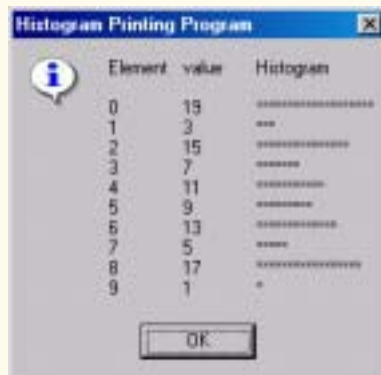 Histogram Printing Program
Element value Histogram
0 19 *******************
1 3 ***
2 15 ***************
3 7 *******
4 11 ***********
5 9 *********
6 13 *************
7 5 *****
8 17 *****************
9 1 *
OK